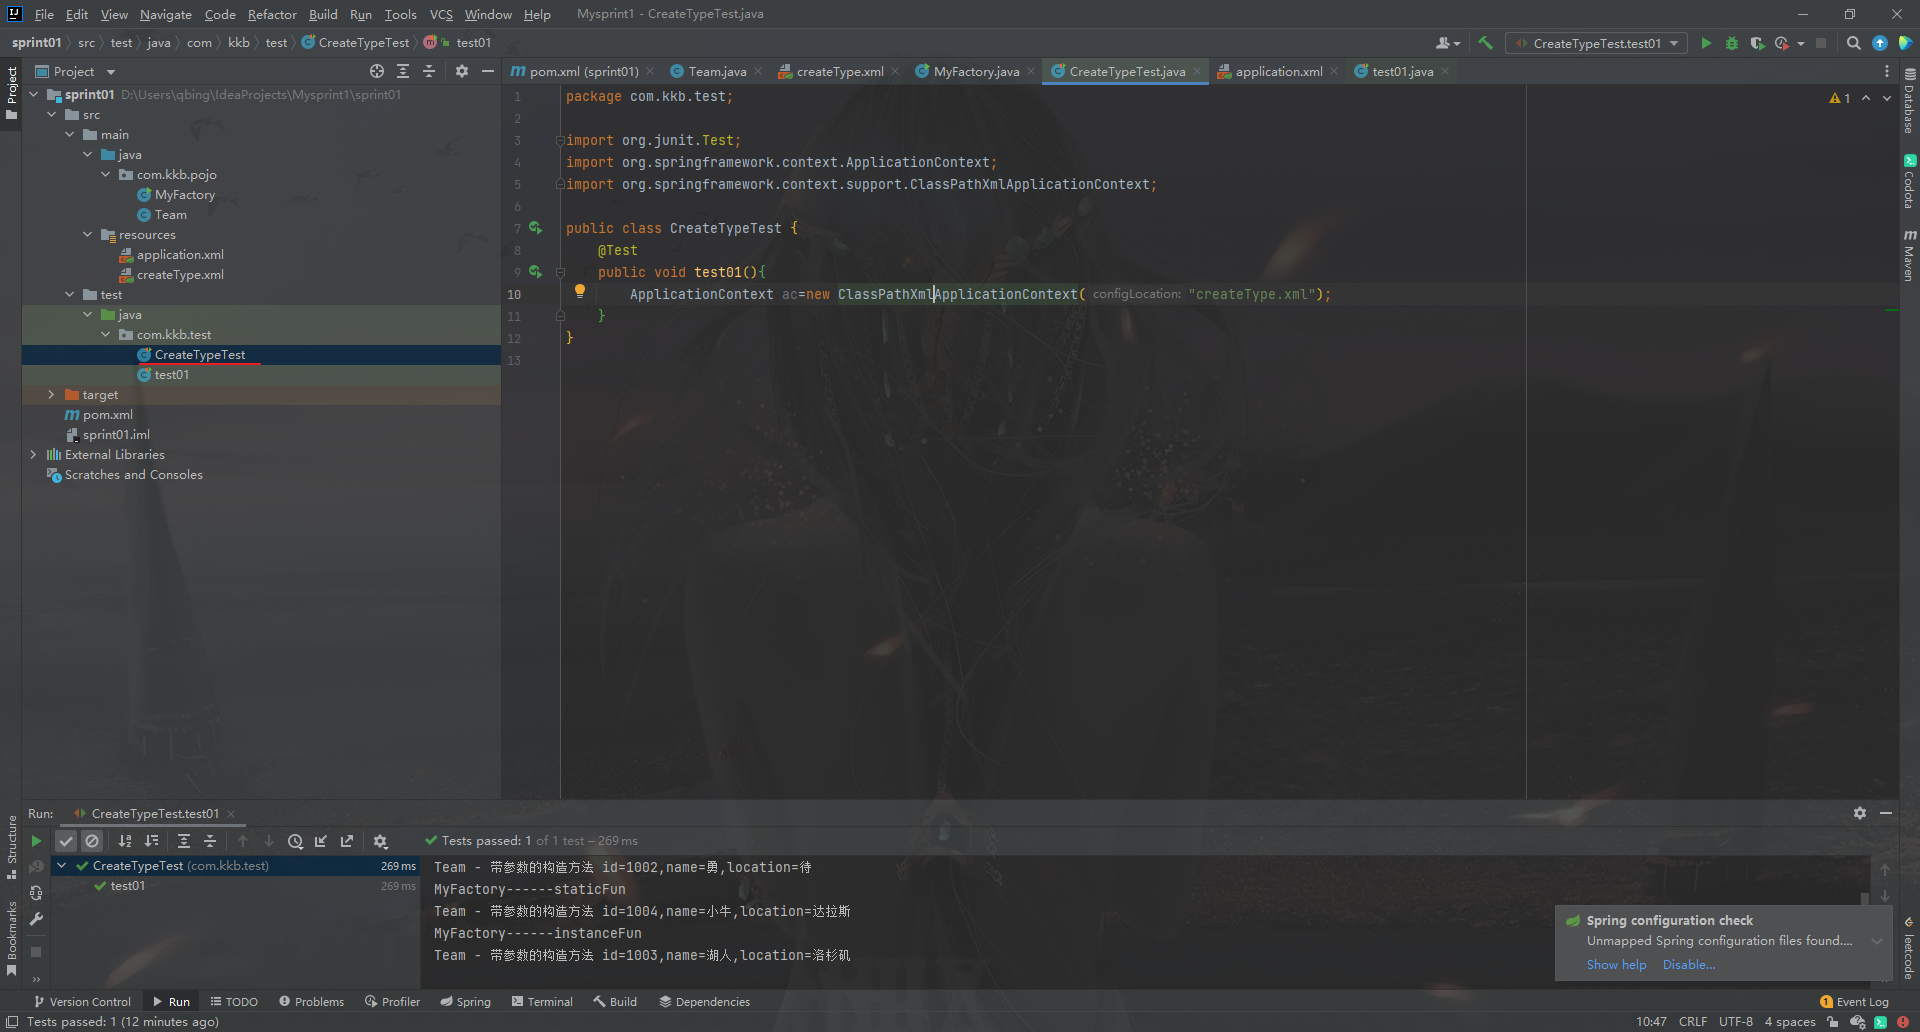 File Edit View Navigate Code Refactor Build Run Tools VCS Window Help Mysprint1 - CreateTypeTest.java
sprint01 src test java com kkb test CreateTypeTest test01
CreateTypeTest.test01
Project
pom.xml (sprint01) Team.java createType.xml MyFactory.java CreateTypeTest.java application.xml test01.java
sprint01 D:\Users\qbing\IdeaProjects\Mysprint1\sprint01
src
main
java
com.kkb.pojo
MyFactory
Team
resources
application.xml
createType.xml
test
java
com.kkb.test
CreateTypeTest
test01
target
pom.xml
sprint01.iml
External Libraries
Scratches and Consoles
1 package com.kkb.test;
2
3 import org.junit.Test;
4 import org.springframework.context.ApplicationContext;
5 import org.springframework.context.support.ClassPathXmlApplicationContext;
6
7 public class CreateTypeTest {
8 @Test
9 public void test01(){
10 ApplicationContext ac=new ClassPathXmlApplicationContext( configLocation: "createType.xml");
11 }
12 }
13
1
Project
Structure
Bookmarks
Database
Codota
Maven
leetcode
Run: CreateTypeTest.test01
Tests passed: 1 of 1 test – 269 ms
CreateTypeTest (com.kkb.test) 269 ms
test01 269 ms
Team - 带参数的构造方法 id=1002,name=勇,location=待
MyFactory------staticFun
Team - 带参数的构造方法 id=1004,name=小牛,location=达拉斯
MyFactory------instanceFun
Team - 带参数的构造方法 id=1003,name=湖人,location=洛杉矶
Spring configuration check
Unmapped Spring configuration files found....
Show help Disable...
Version Control Run TODO Problems Profiler Spring Terminal Build Dependencies 1 Event Log
Tests passed: 1 (12 minutes ago) 10:47 CRLF UTF-8 4 spaces